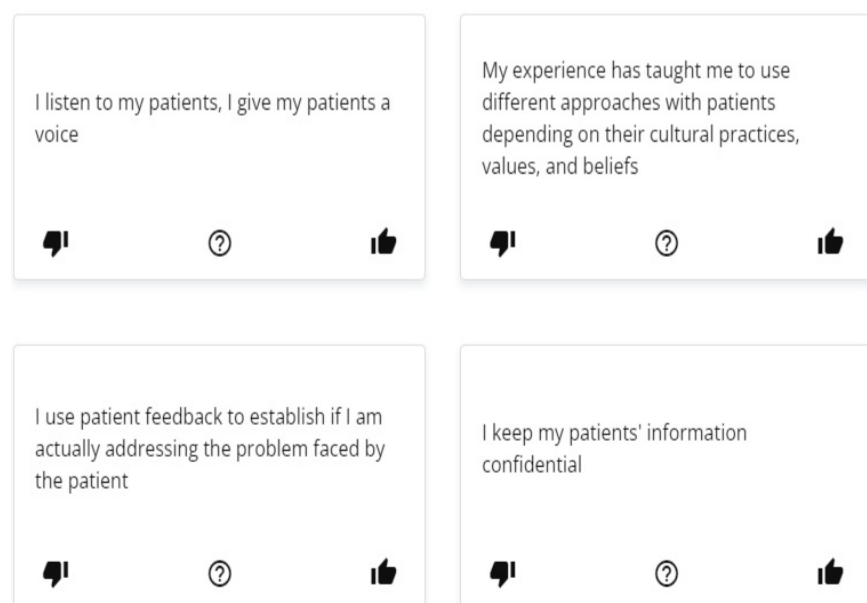 I listen to my patients, I give my patients a
voice
My experience has taught me to use
different approaches with patients
depending on their cultural practices,
values, and beliefs
I use patient feedback to establish if I am
actually addressing the problem faced by
the patient
I keep my patients' information
confidential